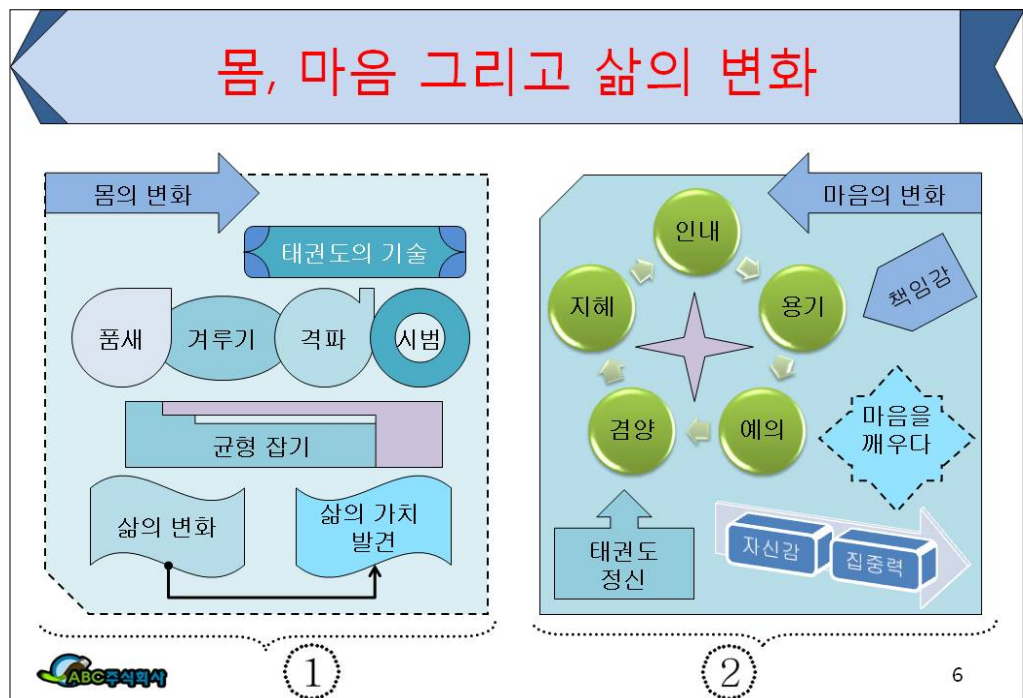 몸, 마음 그리고 삶의 변화
몸의 변화
태권도의 기술
품새
겨루기
격파
시범
균형 잡기
삶의 변화
삶의 가치
발견
1
마음의 변화
인내
용기
예의
겸양
지혜
책임감
마음을
깨우다
태권도
정신
자신감
집중력
2
ABC주식회사
6